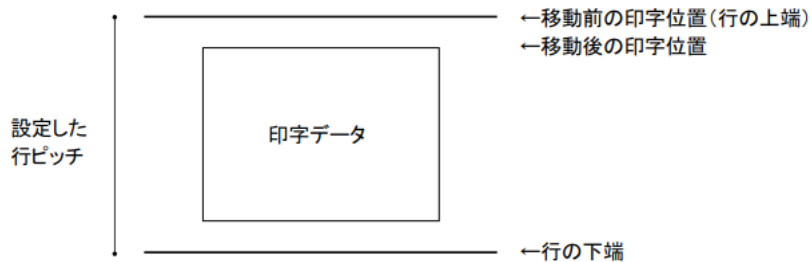 ←移動前の印字位置(行の上端)
←移動後の印字位置
設定した
行ピッチ
印字データ
←行の下端